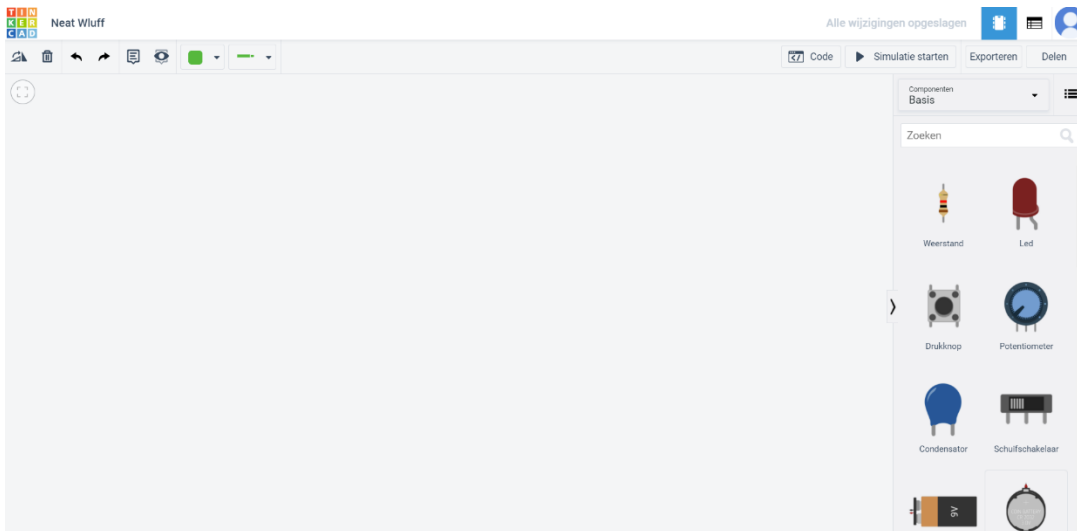 TIN
KER
CAD
Neat Wluff
Alle wijzigingen opgeslagen
Code
Simulatie starten
Exporteren
Delen
Componenten
Basis
Zoeken
Weerstand
Led
Drukknop
Potentiometer
Condensator
Schuifschakelaar
9V